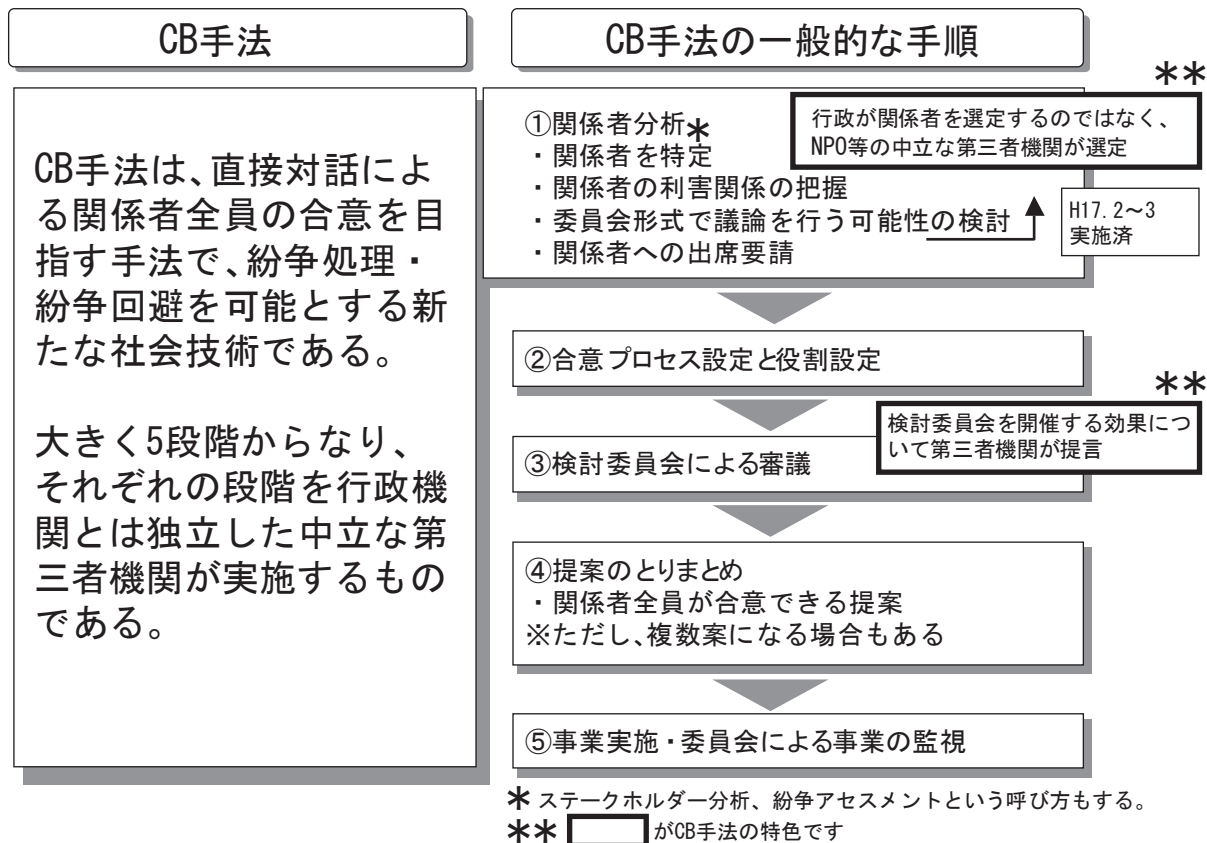 CB手法
CB手法は、直接対話によ
る関係者全員の合意を目
指す手法で、紛争処理・
紛争回避を可能とする新
たな社会技術である。
大きく5段階からなり、
それぞれの段階を行政機
関とは独立した中立な第
三者機関が実施するもの
である。
CB手法の一般的な手順
**
①関係者分析*
・関係者を特定
・関係者の利害関係の把握
・委員会形式で議論を行う可能性の検討
・関係者への出席要請
行政が関係者を選定するのではなく、
NPO等の中立な第三者機関が選定
H17.2~3
実施済
②合意プロセス設定と役割設定
**
検討委員会を開催する効果につ
いて第三者機関が提言
③検討委員会による審議
④提案のとりまとめ
・関係者全員が合意できる提案
※ただし、複数案になる場合もある
⑤事業実施・委員会による事業の監視
* ステークホルダー分析、紛争アセスメントという呼び方もする。
** がCB手法の特色です